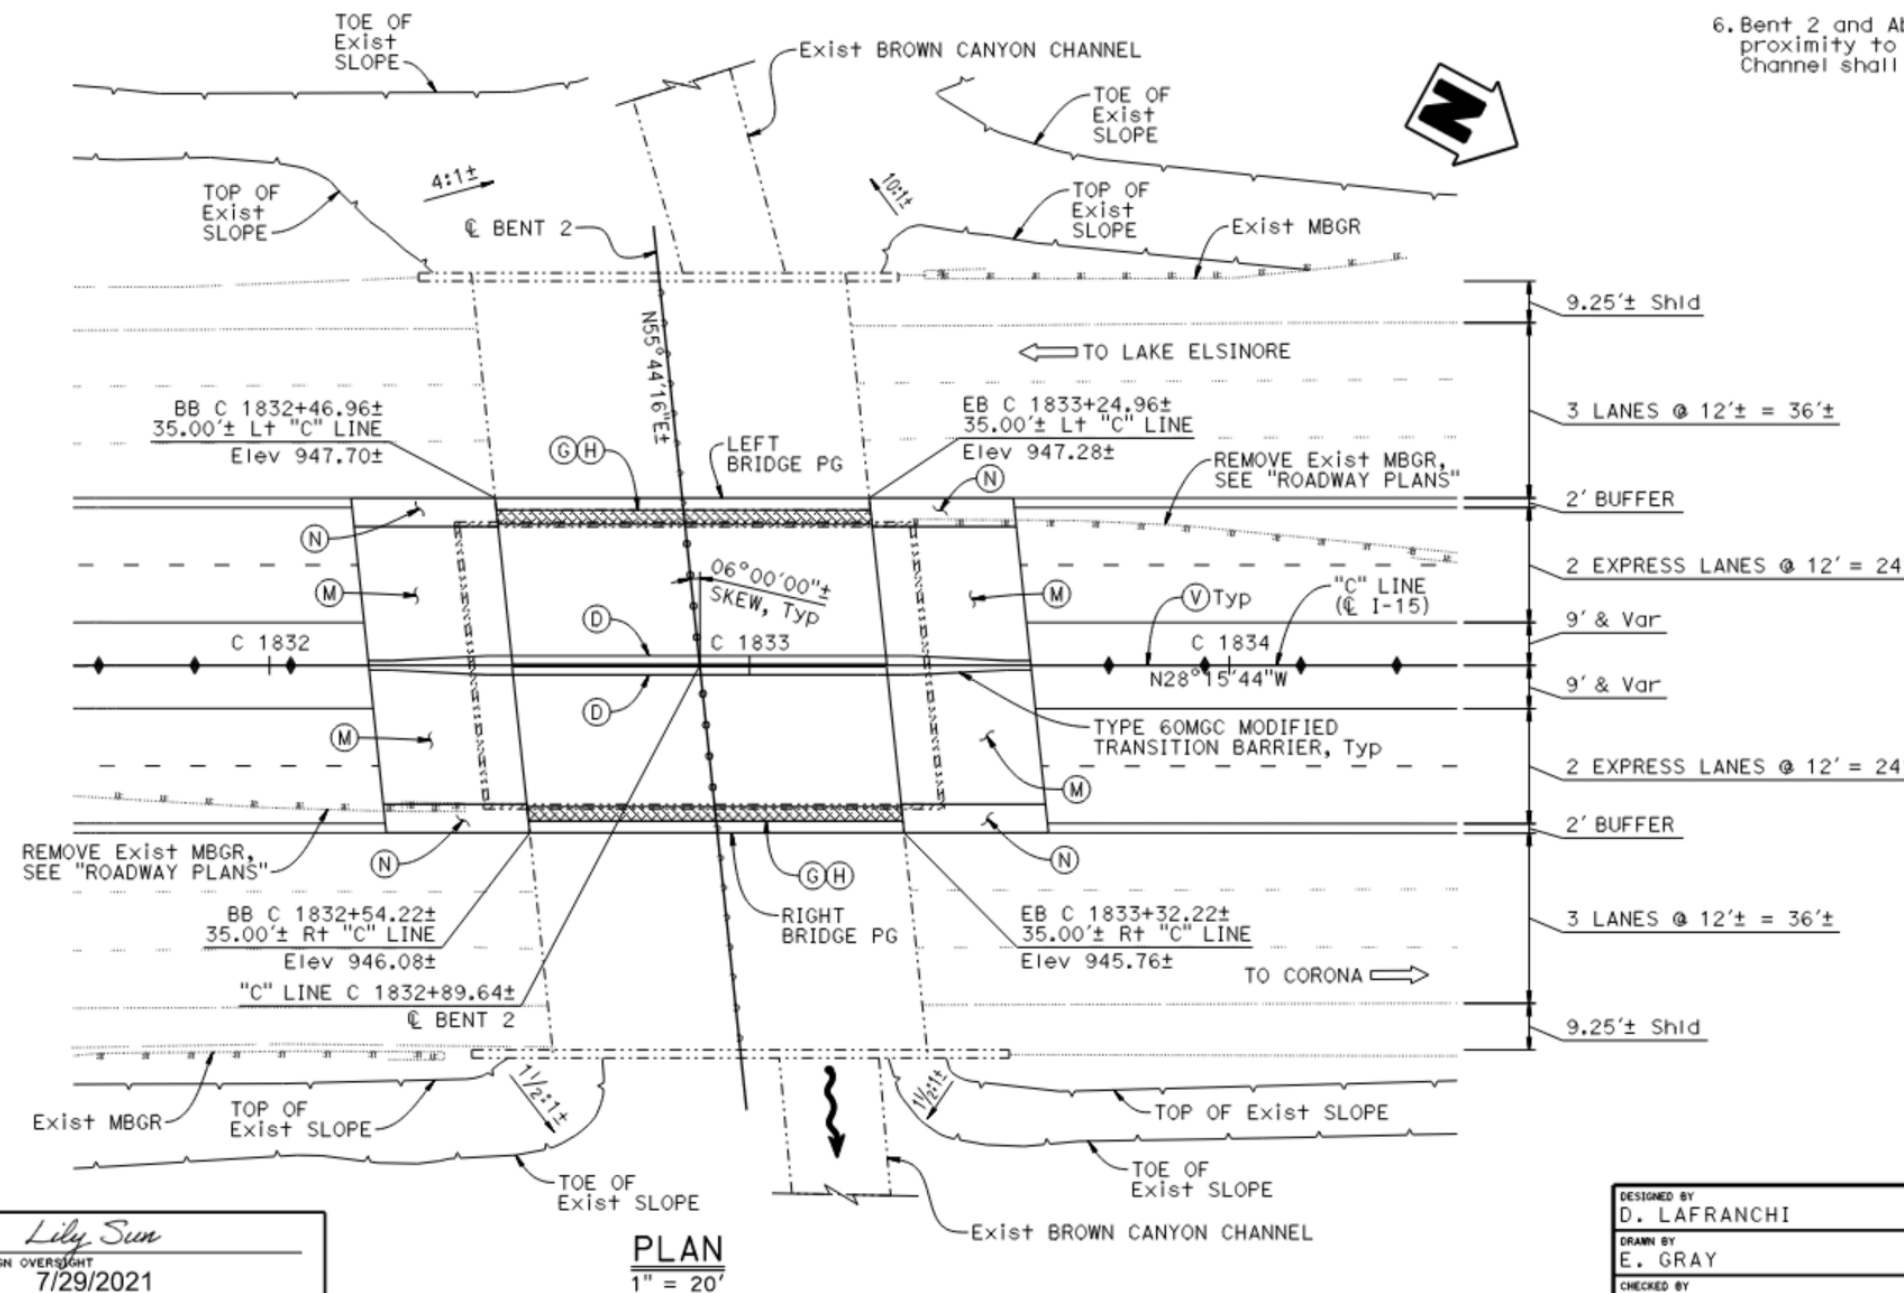 TOE OF
Exist
SLOPE
Exist BROWN CANYON CHANNEL
6. Bent 2 and Ab
proximity to
Channel shall
N
TOE OF
Exist
SLOPE
TOP OF
Exist
SLOPE
4:1±
10:1±
TOP OF
Exist
SLOPE
℄ BENT 2
Exist MBGR
N55°44'16"E±
9.25'± Shld
TO LAKE ELSINORE
BB C 1832+46.96±
35.00'± Lt "C" LINE
Elev 947.70±
EB C 1833+24.96±
35.00'± Lt "C" LINE
Elev 947.28±
3 LANES @ 12'± = 36'±
G H
LEFT
BRIDGE PG
N
REMOVE Exist MBGR,
SEE "ROADWAY PLANS"
2' BUFFER
N
M
06°00'00"±
SKEW, Typ
M
V Typ
"C" LINE
(℄ I-15)
2 EXPRESS LANES @ 12' = 24
D
C 1832
C 1833
C 1834
9' & Var
N28°15'44"W
9' & Var
D
M
TYPE 60MGC MODIFIED
TRANSITION BARRIER, Typ
2 EXPRESS LANES @ 12' = 24
M
2' BUFFER
REMOVE Exist MBGR,
SEE "ROADWAY PLANS"
N
G H
N
BB C 1832+54.22±
35.00'± Rt "C" LINE
Elev 946.08±
RIGHT
BRIDGE PG
EB C 1833+32.22±
35.00'± Rt "C" LINE
Elev 945.76±
3 LANES @ 12'± = 36'±
TO CORONA
"C" LINE C 1832+89.64±
℄ BENT 2
9.25'± Shld
1½:1±
1½:1±
Exist MBGR
TOP OF
Exist SLOPE
TOP OF Exist SLOPE
TOE OF
Exist SLOPE
TOE OF
Exist SLOPE
Exist BROWN CANYON CHANNEL
Lily Sun
GN OVERSIGHT
7/29/2021
PLAN
1" = 20'
DESIGNED BY
D. LAFRANCHI
DRAWN BY
E. GRAY
CHECKED BY